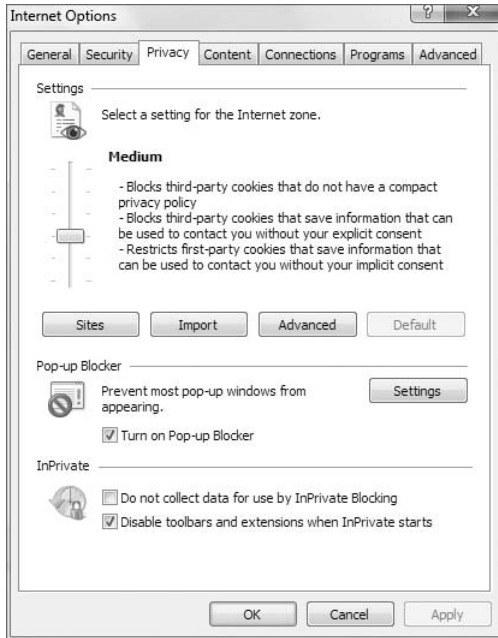 Internet Options
General Security Privacy Content Connections Programs Advanced
Settings
Select a setting for the Internet zone.
Medium
- Blocks third-party cookies that do not have a compact
privacy policy
- Blocks third-party cookies that save information that can
be used to contact you without your explicit consent
- Restricts first-party cookies that save information that
can be used to contact you without your implicit consent
Sites Import Advanced Default
Pop-up Blocker
Prevent most pop-up windows from
appearing.
Settings
Turn on Pop-up Blocker
InPrivate
Do not collect data for use by InPrivate Blocking
Disable toolbars and extensions when InPrivate starts
OK Cancel Apply